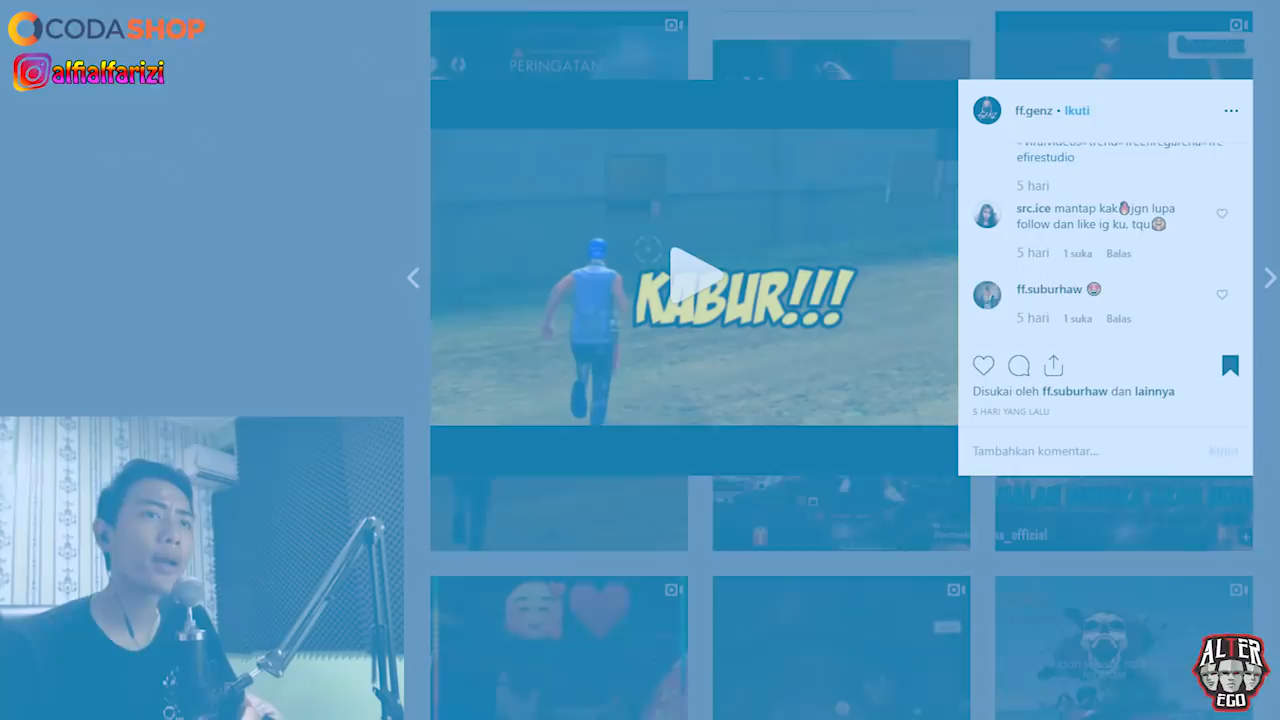 CODASHOP
alfialfarizi
PERINGATAN
ff.genz • Ikuti
efirestudio
5 hari
src.ice mantap kak jgn lupa
follow dan like ig ku, tqu
5 hari 1 suka Balas
KABUR!!!
ff.suburhaw
5 hari 1 suka Balas
Disukai oleh ff.suburhaw dan lainnya
5 HARI YANG LALU
Tambahkan komentar...
Kirim
ALTER
EGO